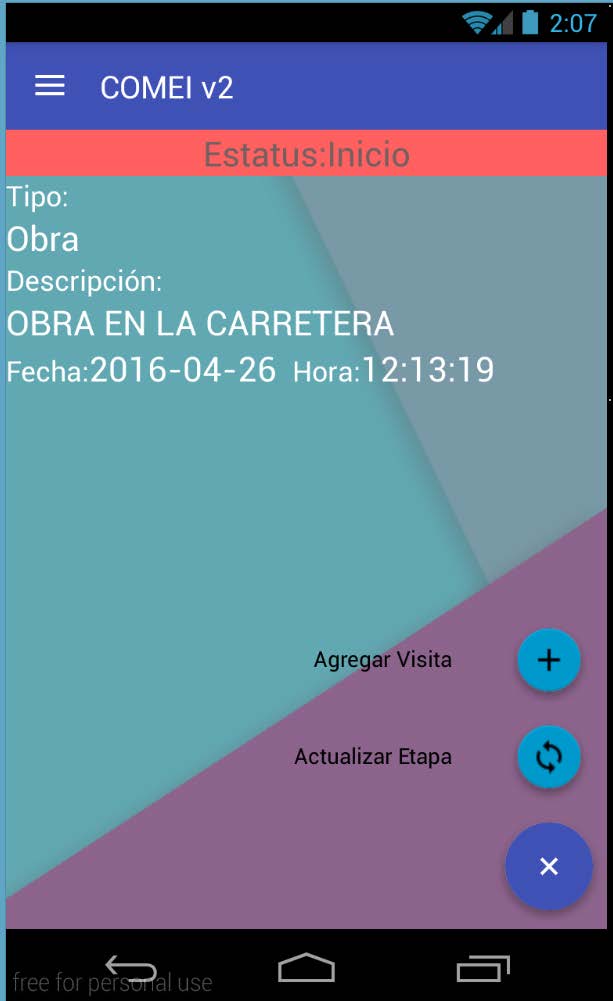 2:07
COMEI v2
Estatus:Inicio
Tipo:
Obra
Descripción:
OBRA EN LA CARRETERA
Fecha:2016-04-26 Hora:12:13:19
Agregar Visita
Actualizar Etapa
free for personal use